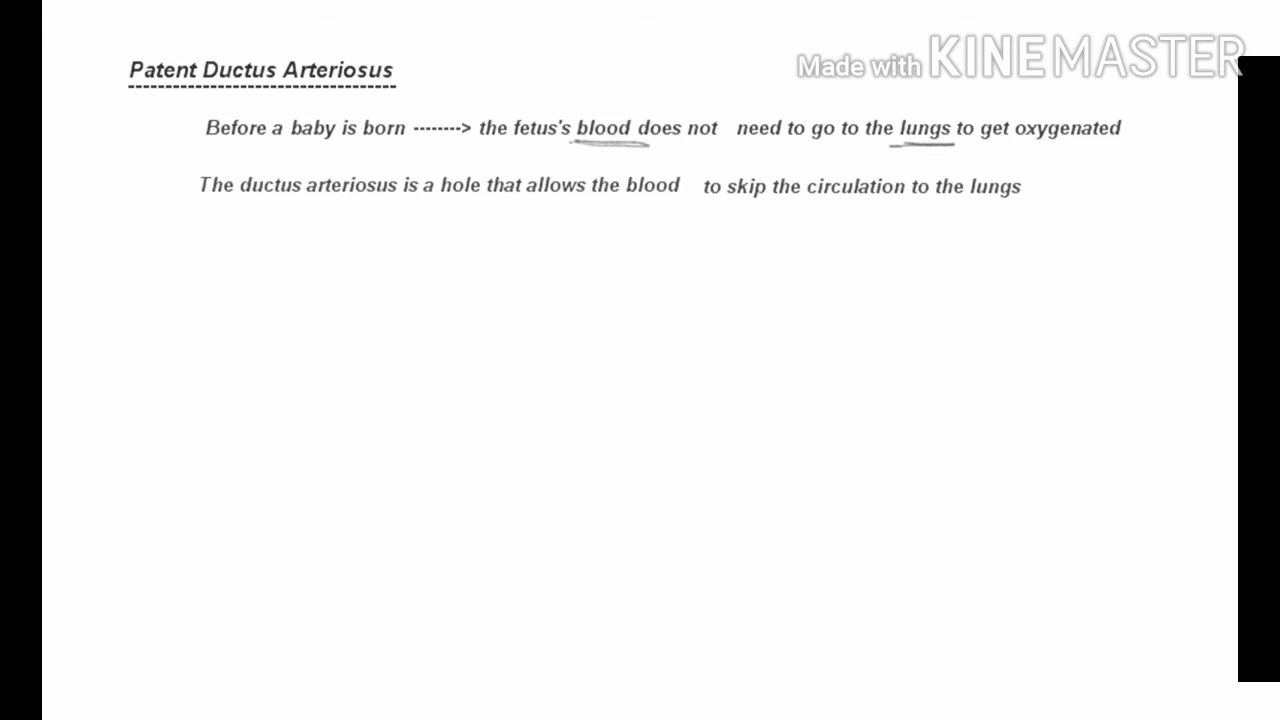 Made with KINEMASTER
Patent Ductus Arteriosus
Before a baby is born --------> the fetus's blood does not need to go to the lungs to get oxygenated
The ductus arteriosus is a hole that allows the blood to skip the circulation to the lungs